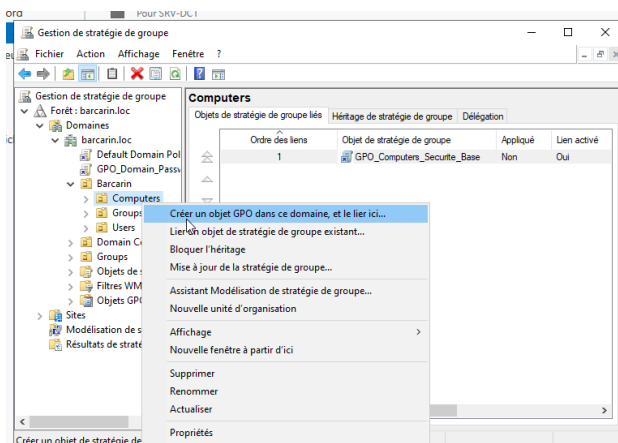 ord
Pour SRV-DCT
Gestion de stratégie de groupe
Fichier Action Affichage Fenêtre ?
Gestion de stratégie de groupe
Forêt : barcarin.loc
Domaines
barcarin.loc
Default Domain Pol
GPO_Domain_Passw
Barcarin
Computers
Groups
Users
Domain Co
Groups
Objets de s
Filtres WM
Objets GPO
Sites
Modélisation de s
Résultats de straté
Computers
Objets de stratégie de groupe liés Héritage de stratégie de groupe Délégation
Ordre des liens Objet de stratégie de groupe Appliqué Lien activé
1 GPO_Computers_Securite_Base Non Oui
Créer un objet GPO dans ce domaine, et le lier ici...
Lier un objet de stratégie de groupe existant...
Bloquer l'héritage
Mise à jour de la stratégie de groupe...
Assistant Modélisation de stratégie de groupe...
Nouvelle unité d'organisation
Affichage
Nouvelle fenêtre à partir d'ici
Supprimer
Renommer
Actualiser
Propriétés
Créer un objet de stratégie de